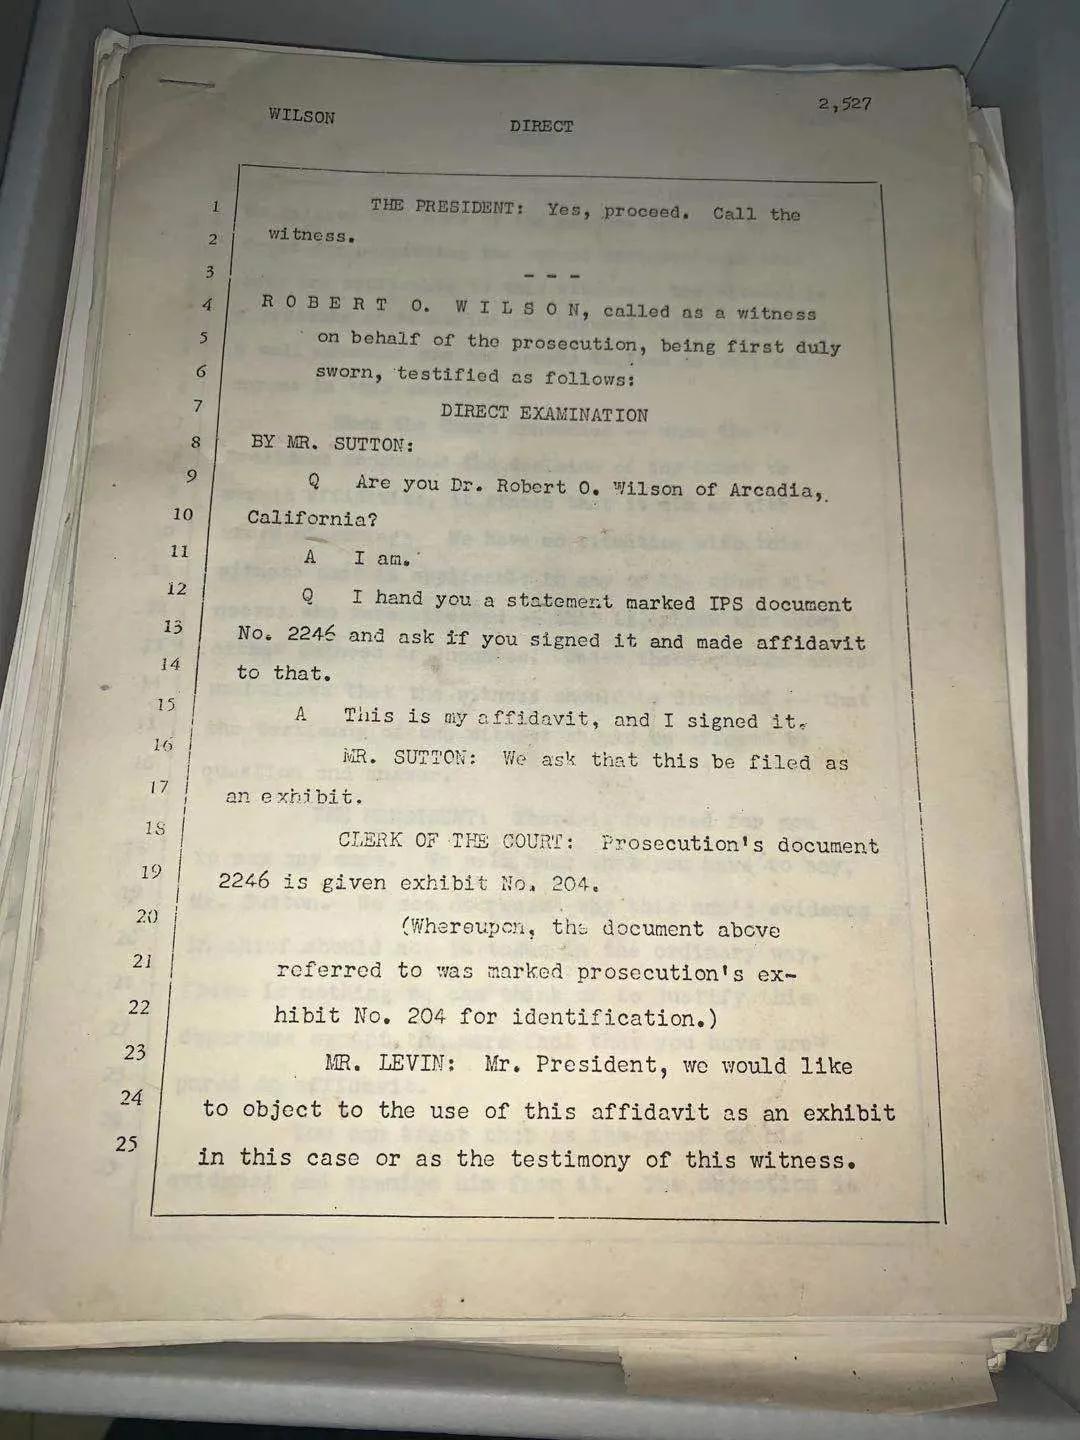 WILSON
DIRECT
2,527
1 THE PRESIDENT: Yes, proceed. Call the
2 witness.
3 - - -
4 R O B E R T O. W I L S O N, called as a witness
5 on behalf of the prosecution, being first duly
6 sworn, testified as follows:
7 DIRECT EXAMINATION
8 BY MR. SUTTON:
9 Q Are you Dr. Robert O. Wilson of Arcadia,
10 California?
11 A I am.
12 Q I hand you a statement marked IPS document
13 No. 2246 and ask if you signed it and made affidavit
14 to that.
15 A This is my affidavit, and I signed it.
16 MR. SUTTON: We ask that this be filed as
17 an exhibit.
18 CLERK OF THE COURT: Prosecution's document
19 2246 is given exhibit No. 204.
20 (Whereupon, the document above
21 referred to was marked prosecution's ex-
22 hibit No. 204 for identification.)
23 MR. LEVIN: Mr. President, we would like
24 to object to the use of this affidavit as an exhibit
25 in this case or as the testimony of this witness.